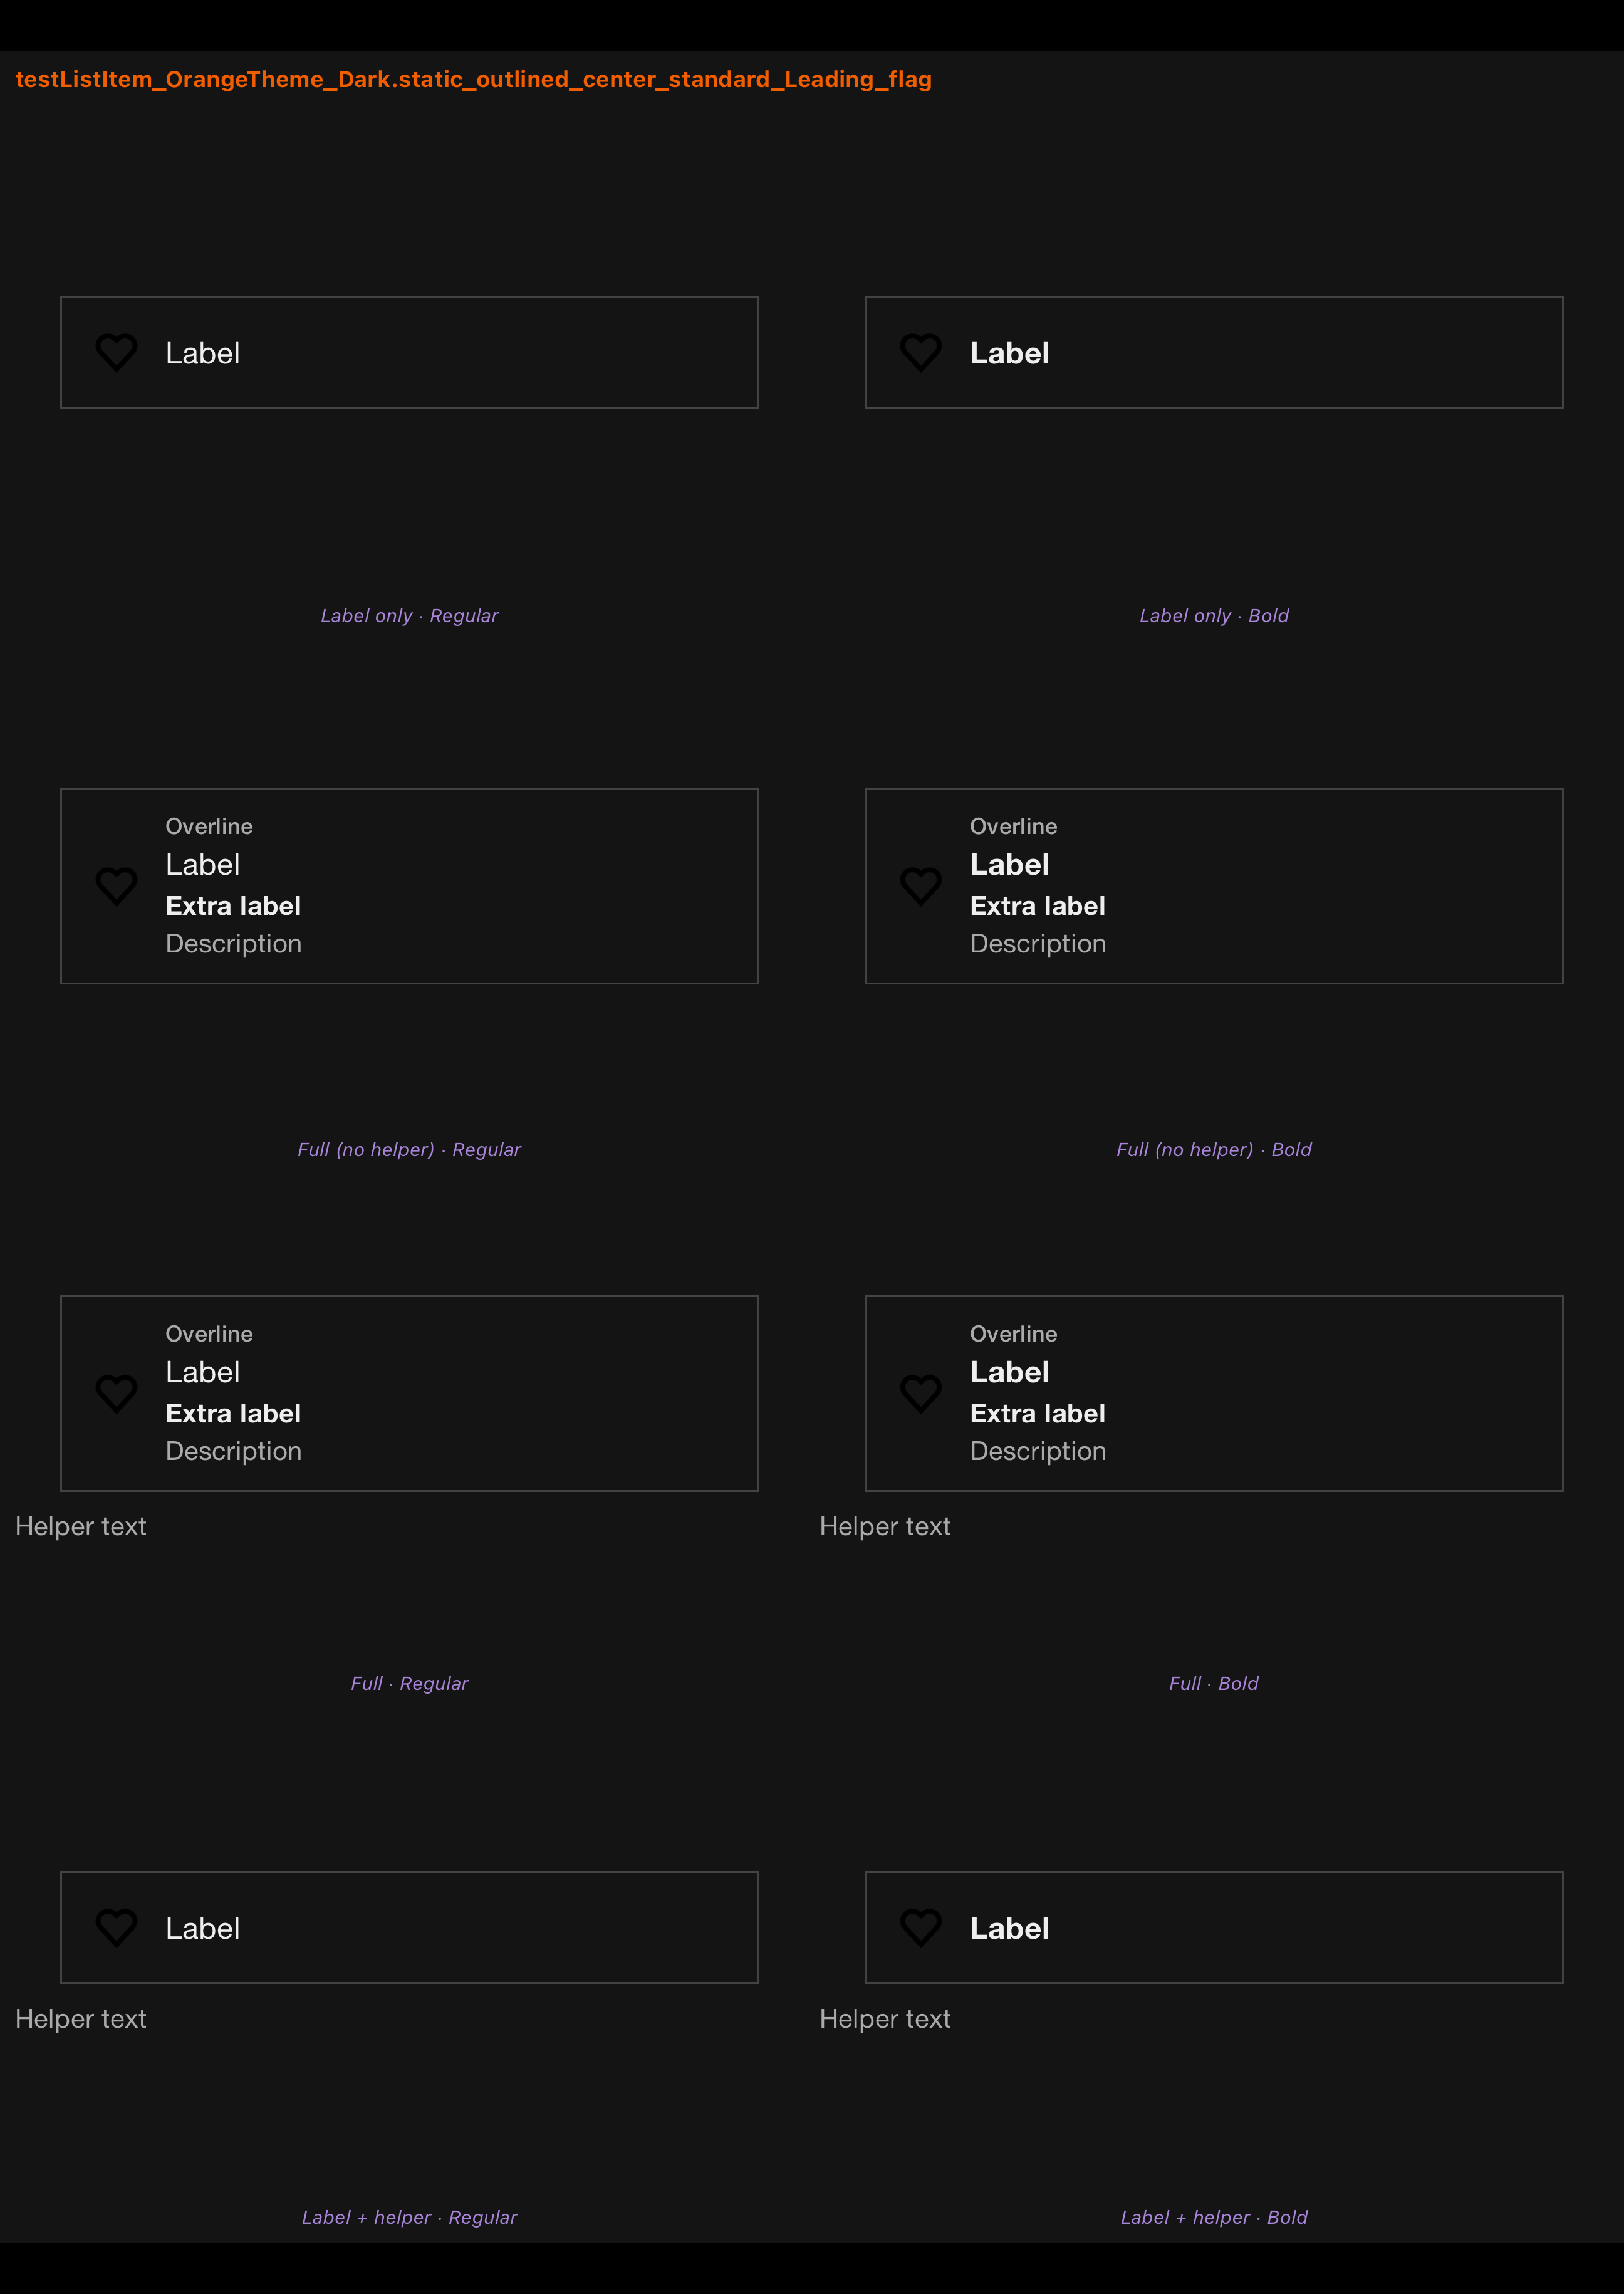 testListItem_OrangeTheme_Dark.static_outlined_center_standard_Leading_flag
Label
Label
Label only · Regular
Label only · Bold
Overline
Label
Extra label
Description
Overline
Label
Extra label
Description
Full (no helper) · Regular
Full (no helper) · Bold
Overline
Label
Extra label
Description
Helper text
Overline
Label
Extra label
Description
Helper text
Full · Regular
Full · Bold
Label
Helper text
Label
Helper text
Label + helper · Regular
Label + helper · Bold